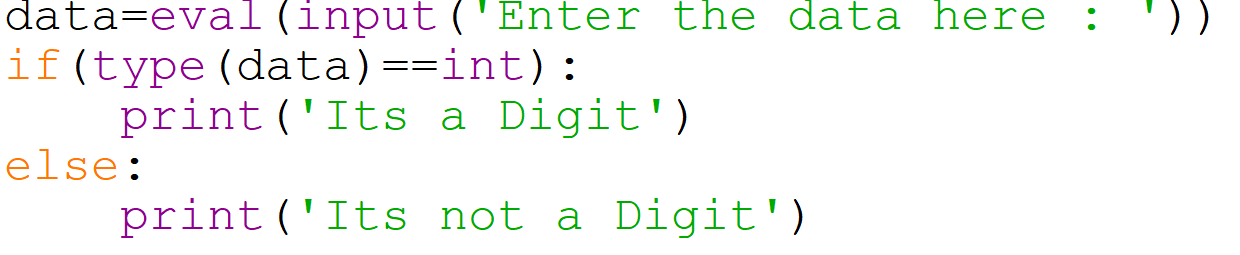 data=eval(input('Enter the data here : '))
if(type(data)==int):
    print('Its a Digit')
else:
    print('Its not a Digit')